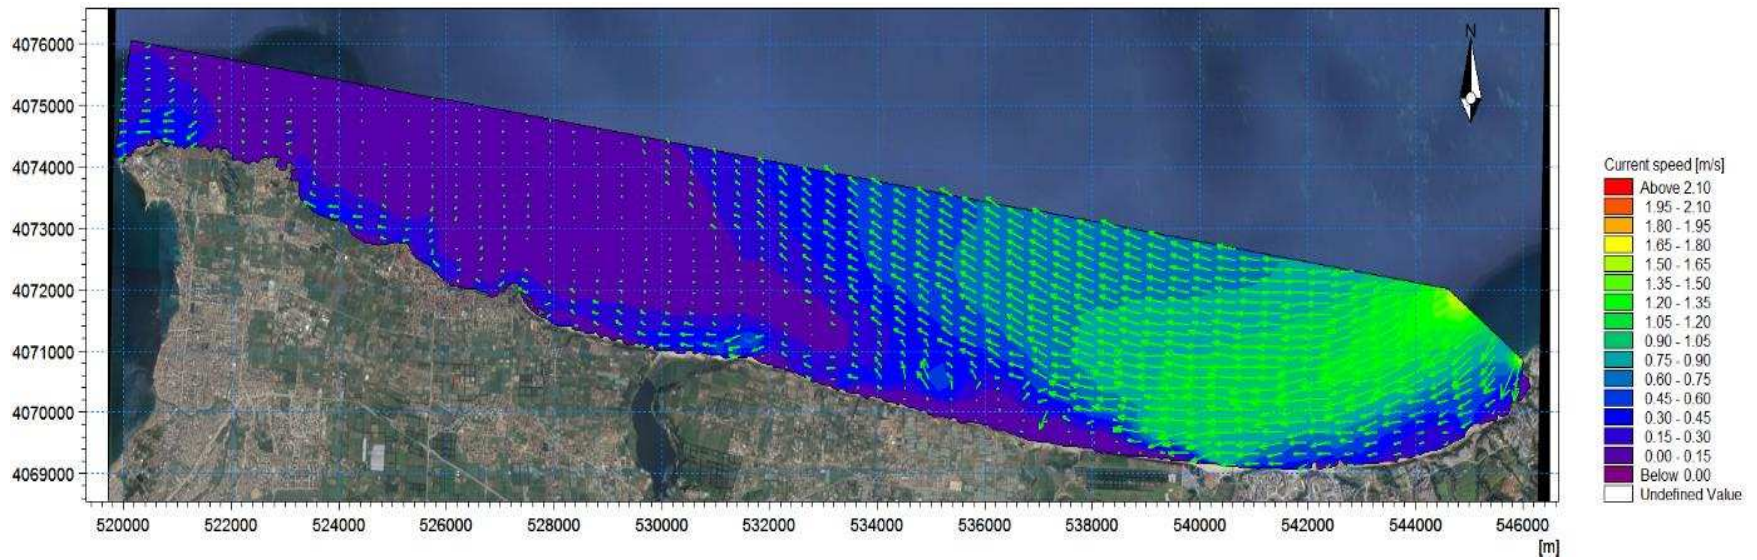 N
4076000
4075000
4074000
4073000
4072000
4071000
4070000
4069000
520000 522000 524000 526000 528000 530000 532000 534000 536000 538000 540000 542000 544000 546000
[m]
Current speed [m/s]
Above 2.10
1.95 - 2.10
1.80 - 1.95
1.65 - 1.80
1.50 - 1.65
1.35 - 1.50
1.20 - 1.35
1.05 - 1.20
0.90 - 1.05
0.75 - 0.90
0.60 - 0.75
0.45 - 0.60
0.30 - 0.45
0.15 - 0.30
0.00 - 0.15
Below 0.00
Undefined Value